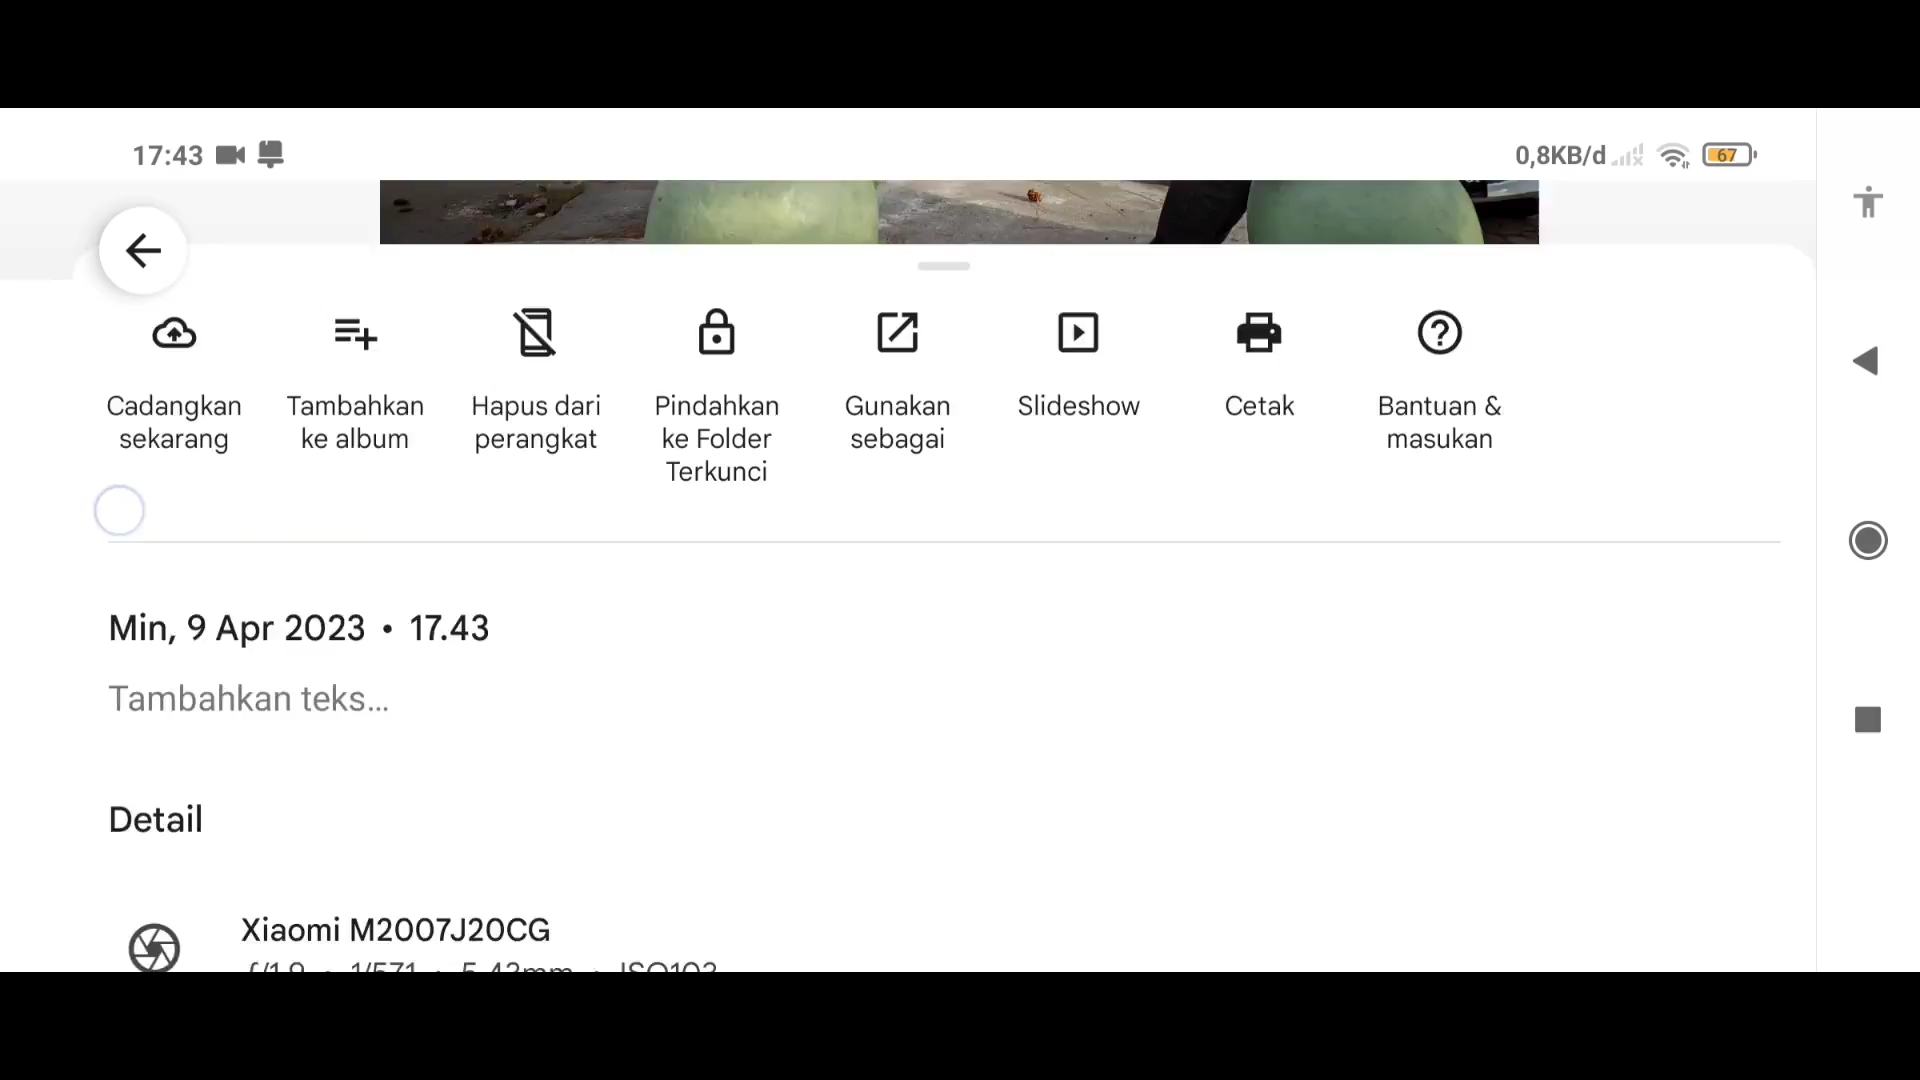 17:43
0,8KB/d
67
Cadangkan
sekarang
Tambahkan
ke album
Hapus dari
perangkat
Pindahkan
ke Folder
Terkunci
Gunakan
sebagai
Slideshow
Cetak
Bantuan &
masukan
Min, 9 Apr 2023 • 17.43
Tambahkan teks...
Detail
Xiaomi M2007J20CG